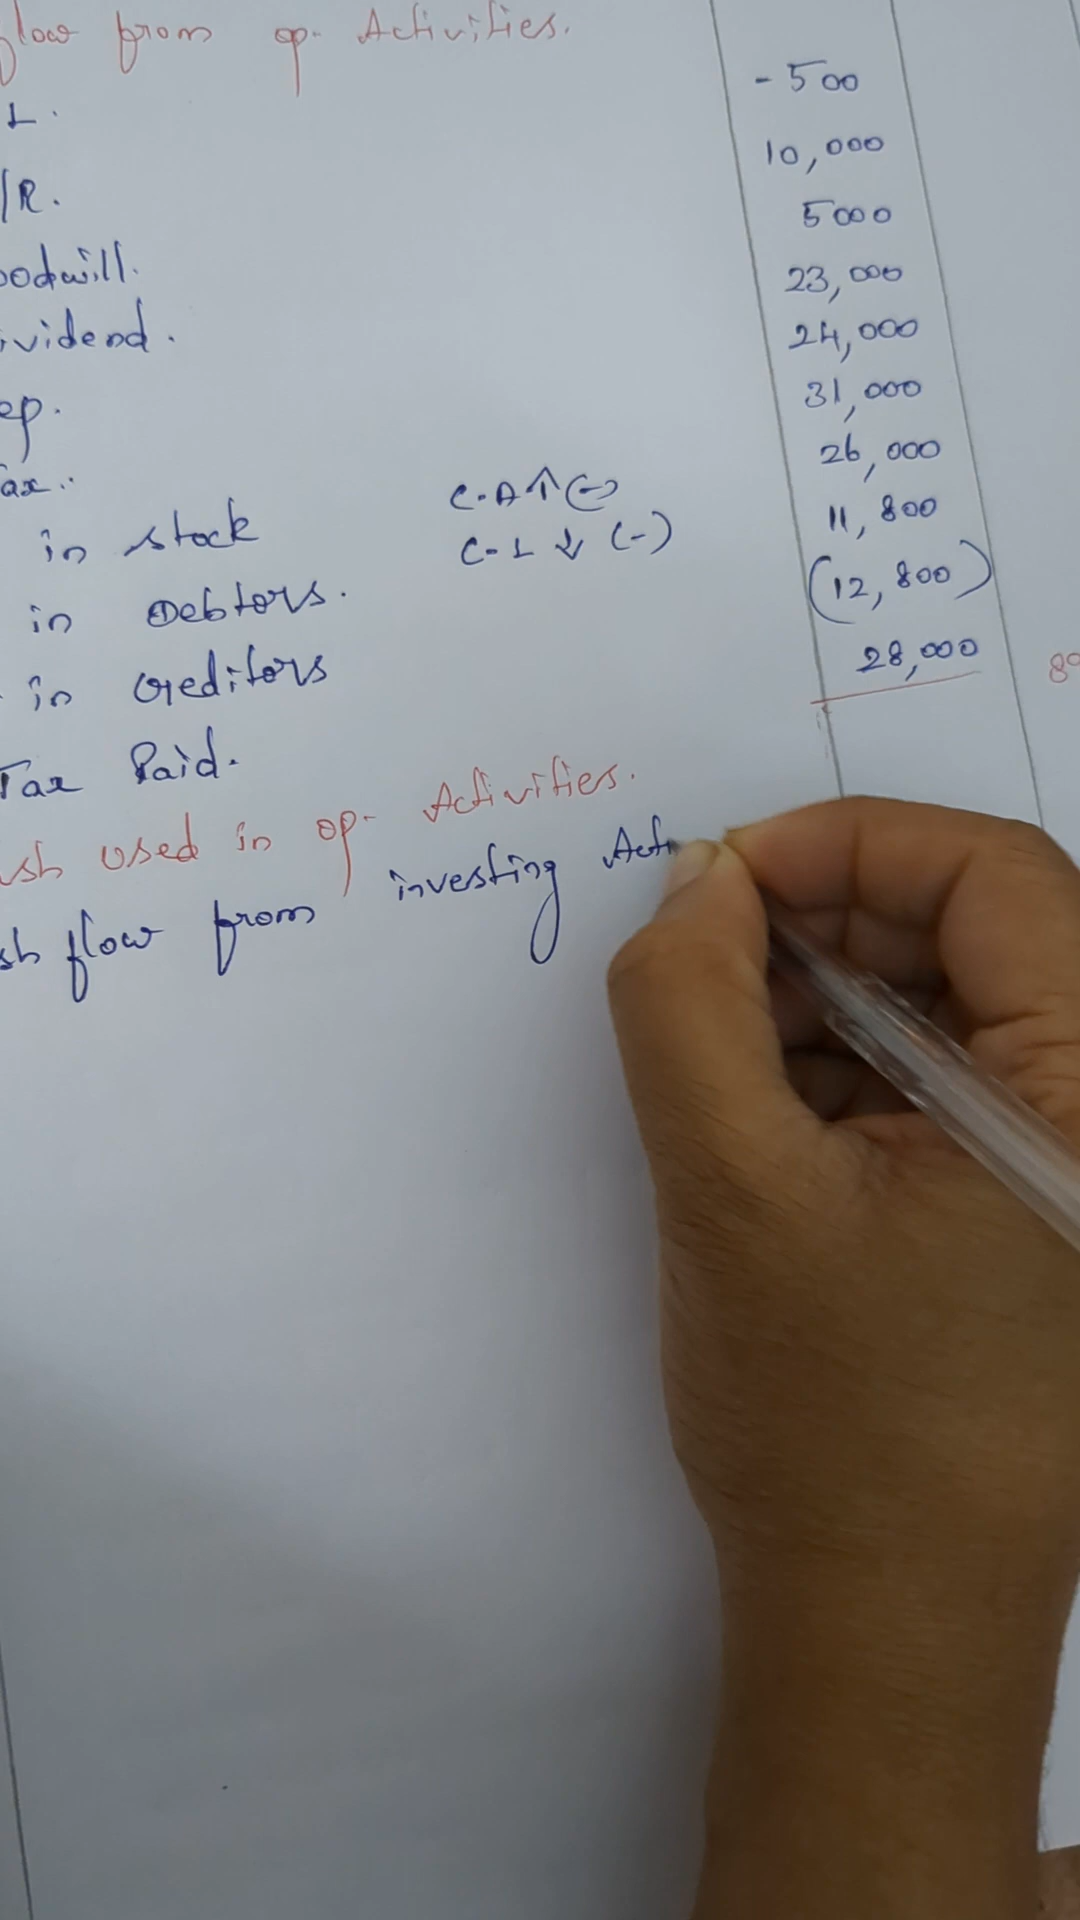 flow from op. Activities.
L. - 500
/R. 10,000
oodwill. 5000
ividend. 23,000
ep. 24,000
ax.. 31,000
in stock C.A↑(-) 26,000
in Debtors. C-L ↓ (-) 11,800
in creditors (12,800)
Tax Paid. 28,000
ash used in op- Activities.
sh flow from investing Acti